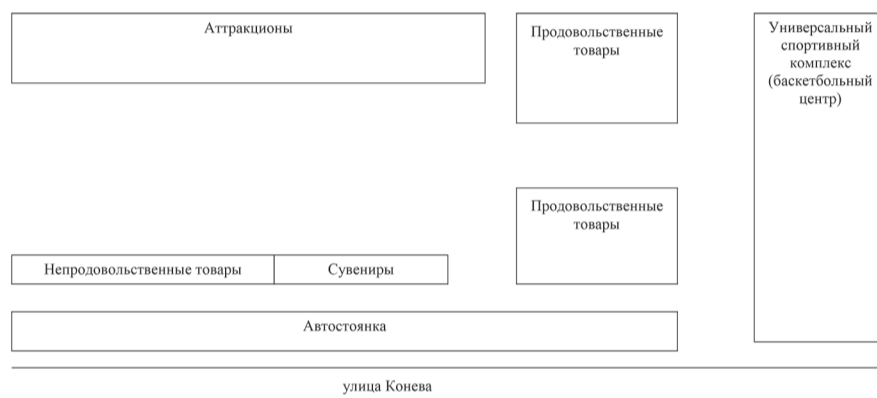 Аттракционы
Продовольственные
товары
Универсальный
спортивный
комплекс
(баскетбольный
центр)
Продовольственные
товары
Непродовольственные товары
Сувениры
Автостоянка
улица Конева